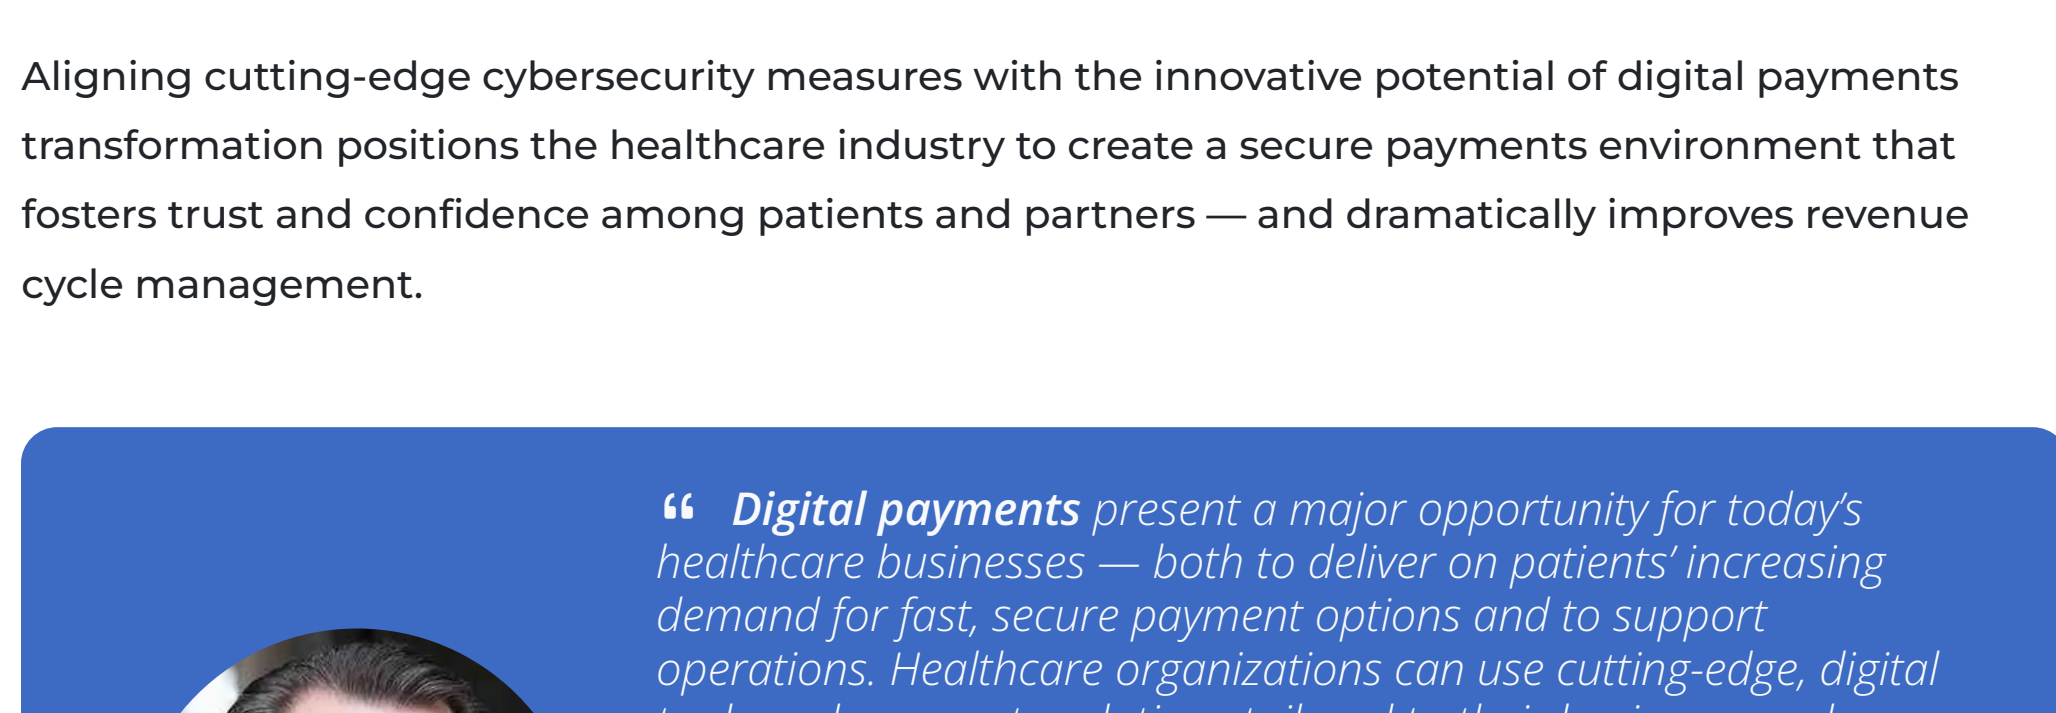 Aligning cutting-edge cybersecurity measures with the innovative potential of digital payments
transformation positions the healthcare industry to create a secure payments environment that
fosters trust and confidence among patients and partners — and dramatically improves revenue
cycle management.
“ Digital payments present a major opportunity for today’s
healthcare businesses — both to deliver on patients’ increasing
demand for fast, secure payment options and to support
operations. Healthcare organizations can use cutting-edge, digital